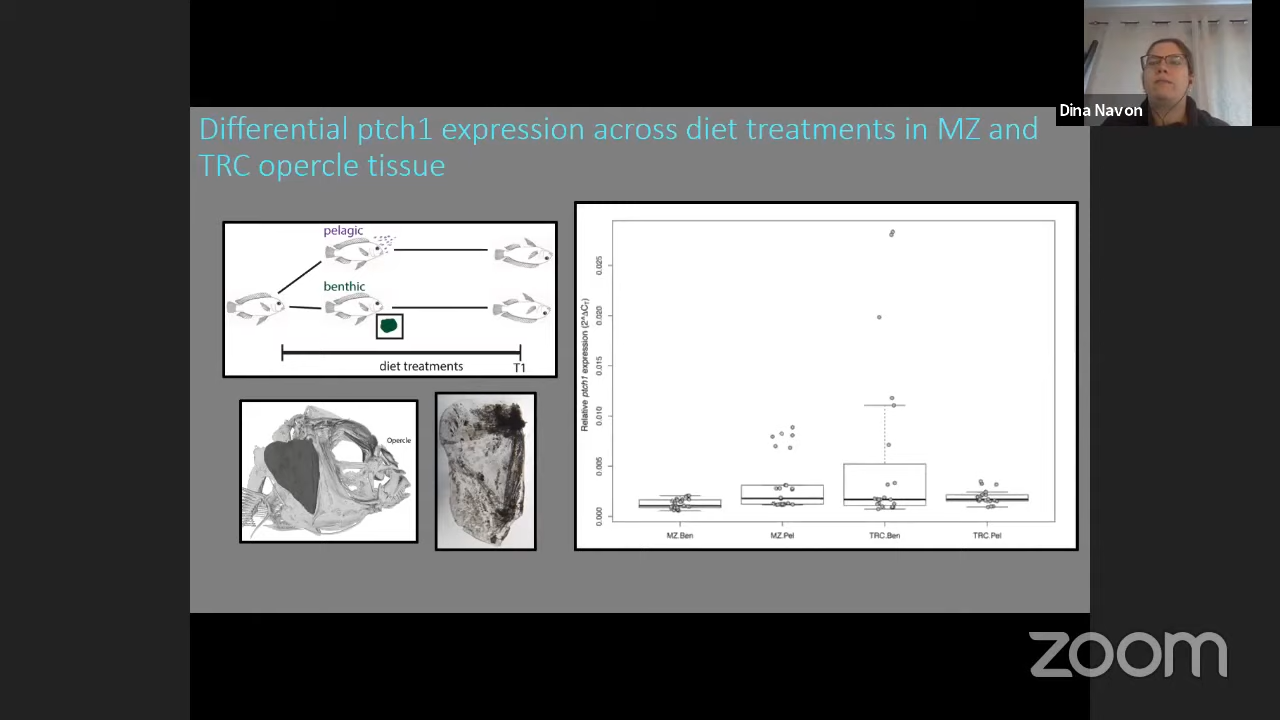 Dina Navon
Differential ptch1 expression across diet treatments in MZ and
TRC opercle tissue
pelagic
benthic
diet treatments
T1
Opercle
Relative ptch1 expression (2^ΔCT)
0.025
0.020
0.015
0.010
0.005
0.000
MZ.Ben
MZ.Pel
TRC.Ben
TRC.Pel
zoom